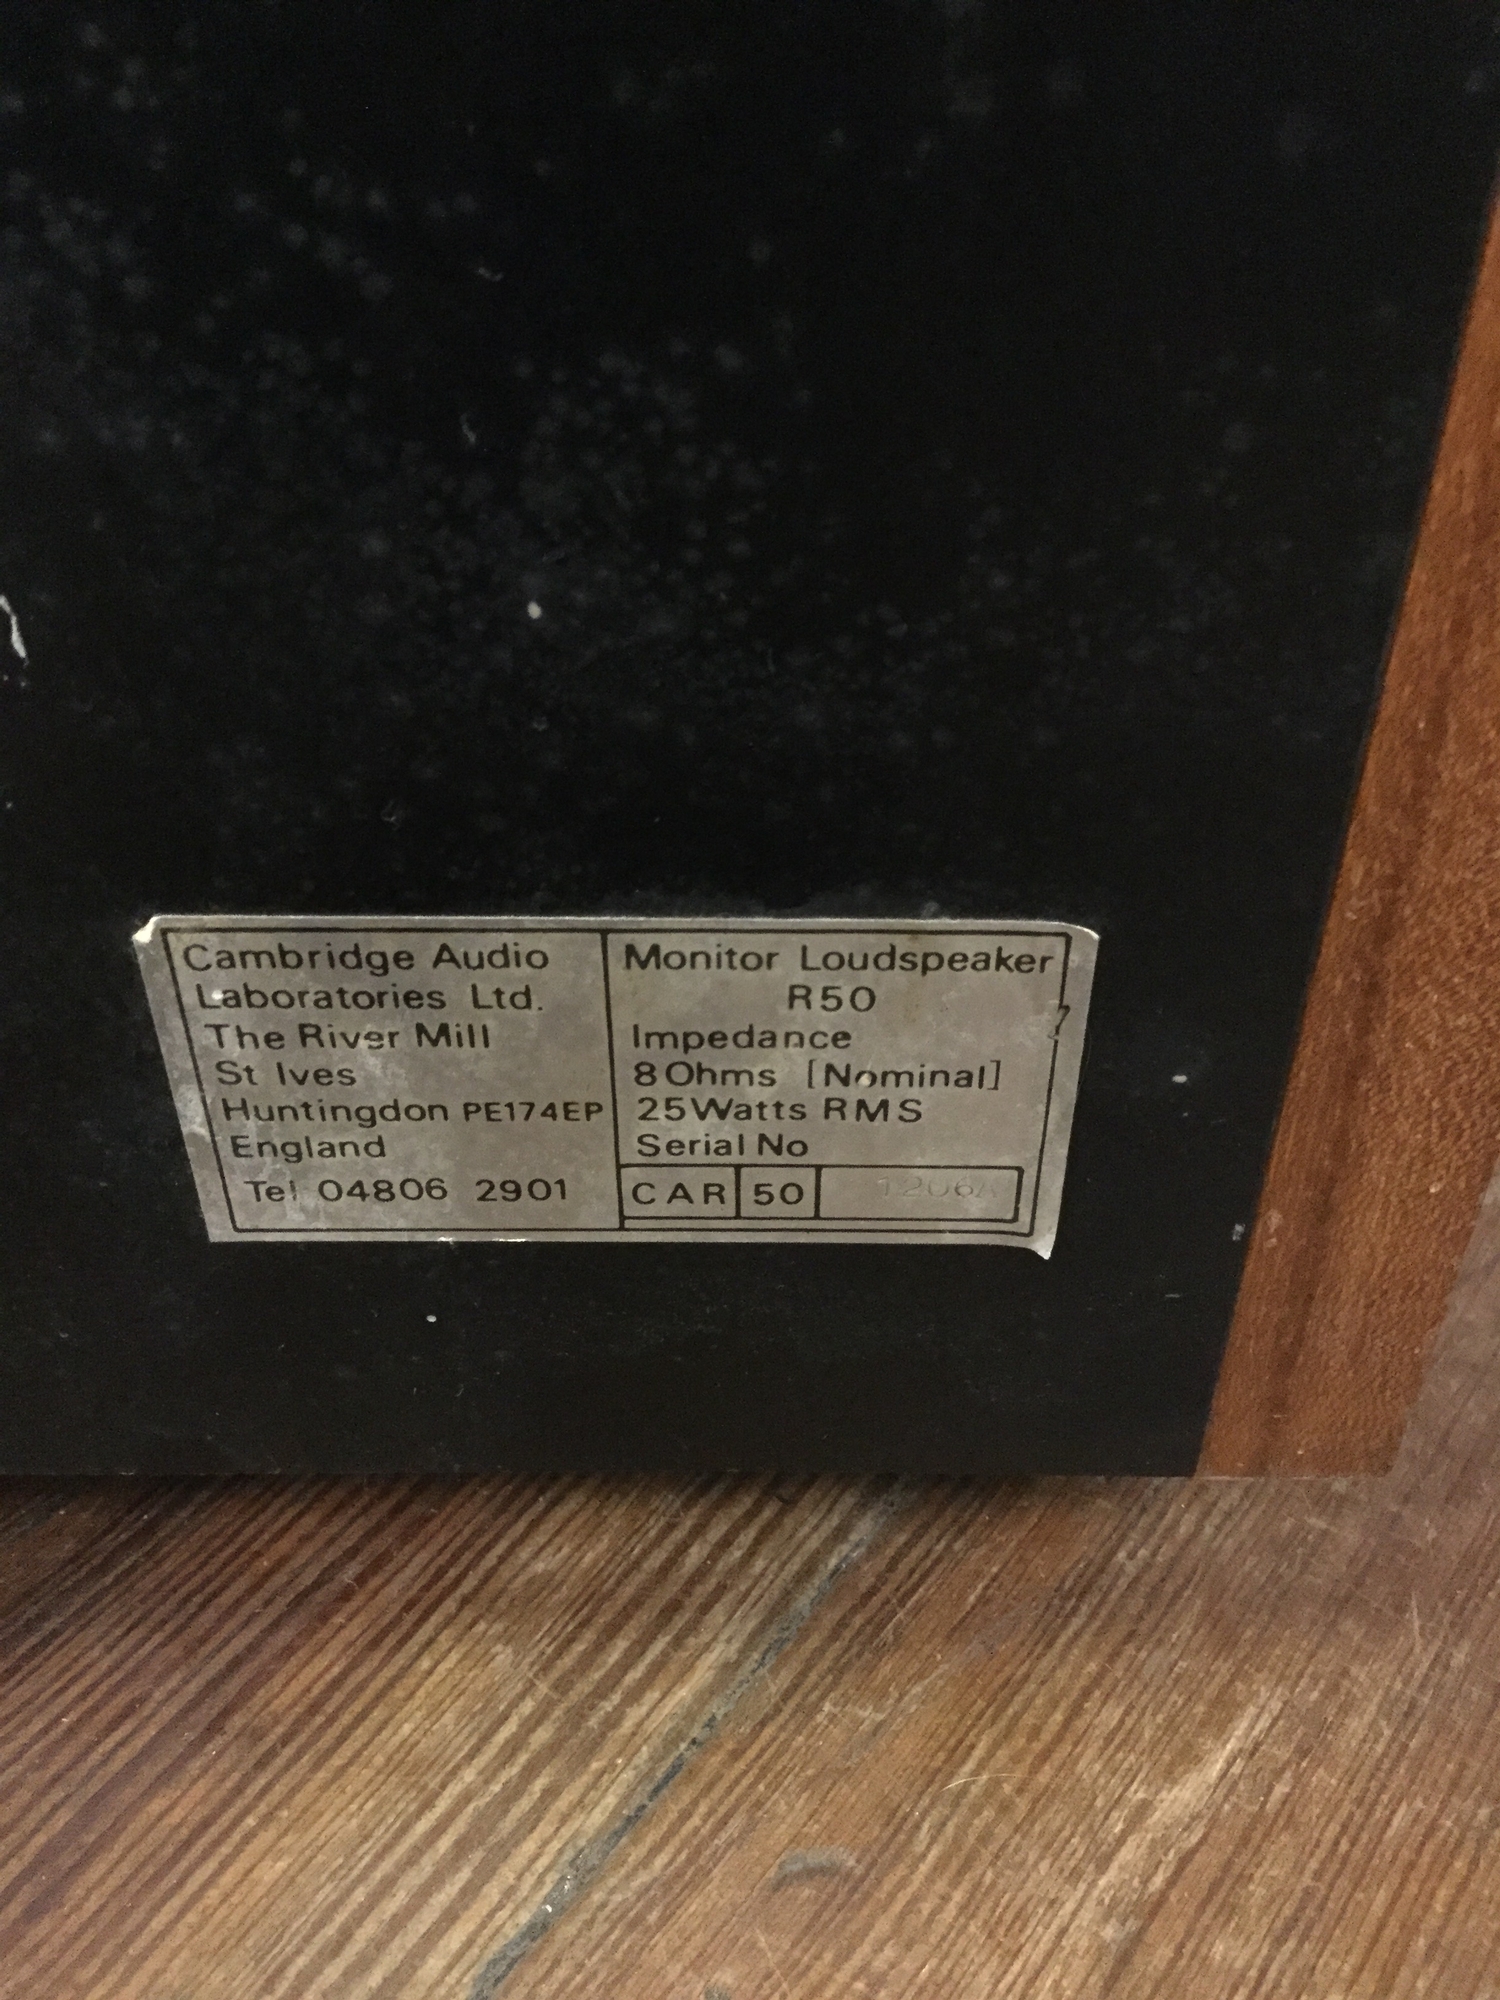 Cambridge Audio
Laboratories Ltd.
The River Mill
St Ives
Huntingdon PE174EP
England
Tel 04806 2901
Monitor Loudspeaker
R50
Impedance
8 Ohms [Nominal]
25 Watts RMS
Serial No
CAR 50 1206A